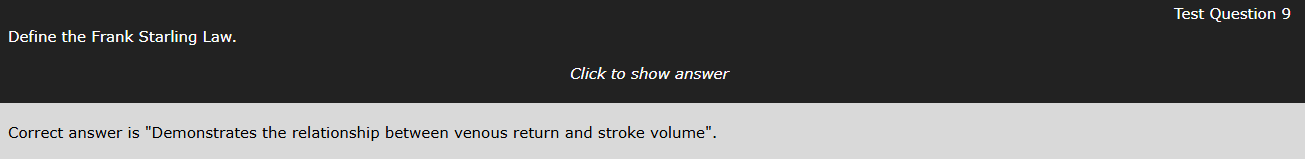 Test Question 9
Define the Frank Starling Law.
Click to show answer
Correct answer is "Demonstrates the relationship between venous return and stroke volume".